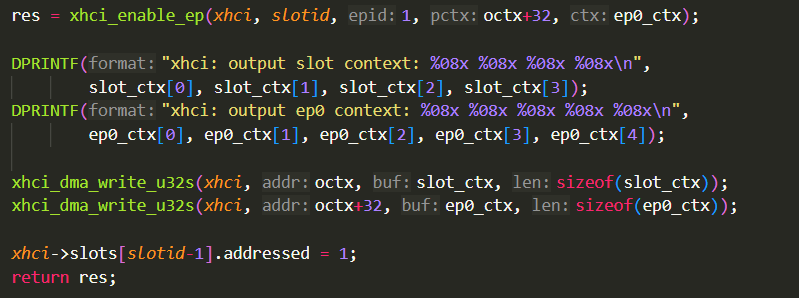 res = xhci_enable_ep(xhci, slotid, epid: 1, pctx: octx+32, ctx: ep0_ctx);
DPRINTF(format: "xhci: output slot context: %08x %08x %08x %08x\n",
slot_ctx[0], slot_ctx[1], slot_ctx[2], slot_ctx[3]);
DPRINTF(format: "xhci: output ep0 context: %08x %08x %08x %08x %08x\n",
ep0_ctx[0], ep0_ctx[1], ep0_ctx[2], ep0_ctx[3], ep0_ctx[4]);
xhci_dma_write_u32s(xhci, addr: octx, buf: slot_ctx, len: sizeof(slot_ctx));
xhci_dma_write_u32s(xhci, addr: octx+32, buf: ep0_ctx, len: sizeof(ep0_ctx));
xhci->slots[slotid-1].addressed = 1;
return res;